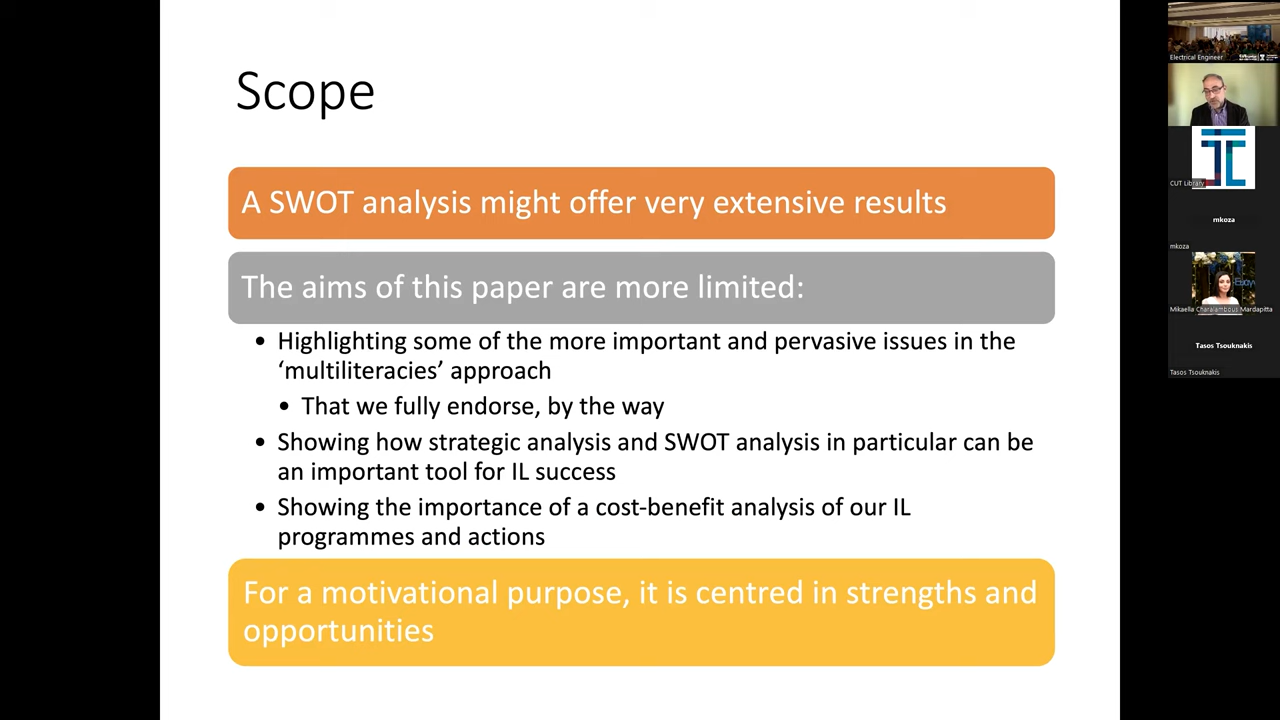 Scope
A SWOT analysis might offer very extensive results
The aims of this paper are more limited:
• Highlighting some of the more important and pervasive issues in the
‘multiliteracies’ approach
• That we fully endorse, by the way
• Showing how strategic analysis and SWOT analysis in particular can be
an important tool for IL success
• Showing the importance of a cost-benefit analysis of our IL
programmes and actions
For a motivational purpose, it is centred in strengths and
opportunities
Electrical Engineer
CUT Library
mkoza
mkoza
Mikaella Charalambous Mardapitta
Tasos Tsouknakis
Tasos Tsouknakis